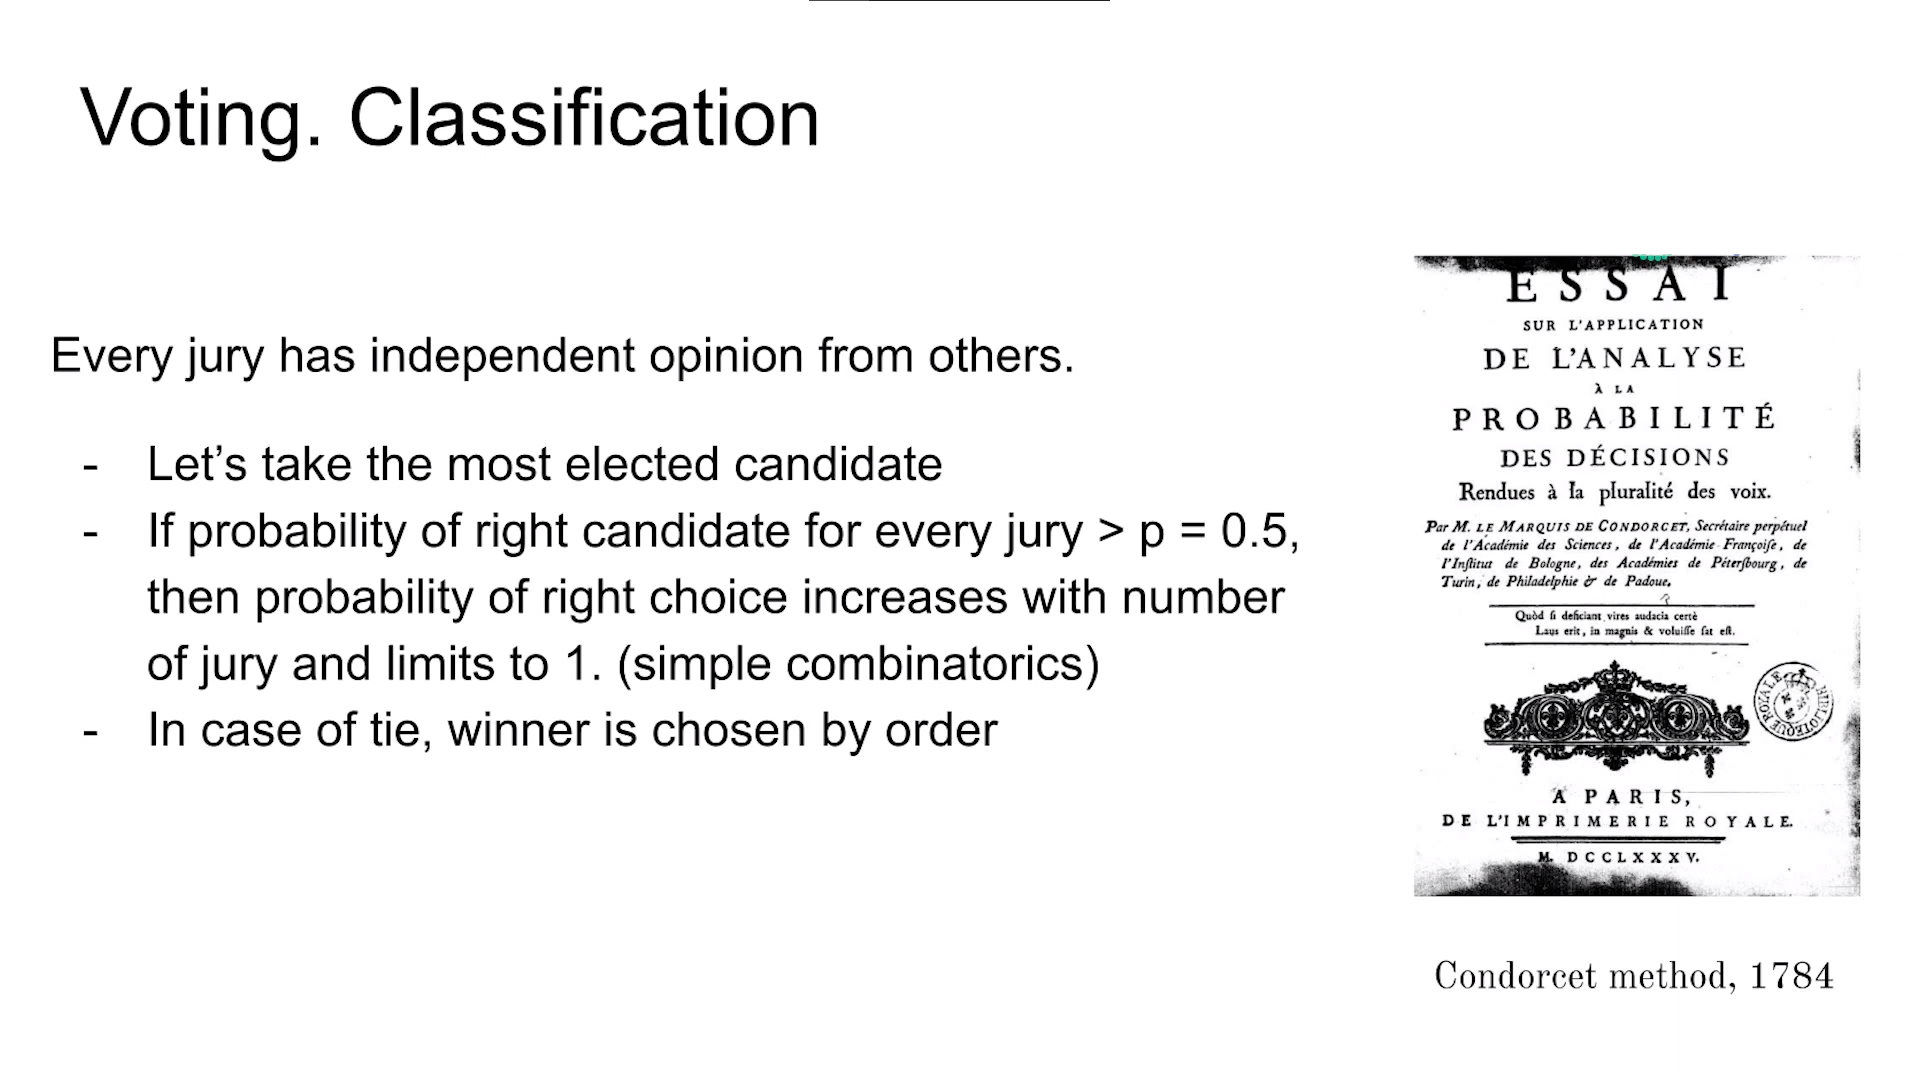 Voting. Classification
Every jury has independent opinion from others.
- Let’s take the most elected candidate
- If probability of right candidate for every jury > p = 0.5,
then probability of right choice increases with number
of jury and limits to 1. (simple combinatorics)
- In case of tie, winner is chosen by order
ESSAI
SUR L'APPLICATION
DE L'ANALYSE
À LA
PROBABILITÉ
DES DÉCISIONS
Rendues à la pluralité des voix.
Par M. LE MARQUIS DE CONDORCET, Secrétaire perpétuel
de l'Académie des Sciences, de l'Académie Françoiſe, de
l'Inſtitut de Bologne, des Académies de Péterſbourg, de
Turin, de Philadelphie & de Padoue.
Quòd ſi deficiant vires audacia certè
Laus erit, in magnis & voluiſſe ſat eſt.
BIBLIOTHEQUE ROYALE
A PARIS,
DE L'IMPRIMERIE ROYALE.
M. DCCLXXXV.
Condorcet method, 1784